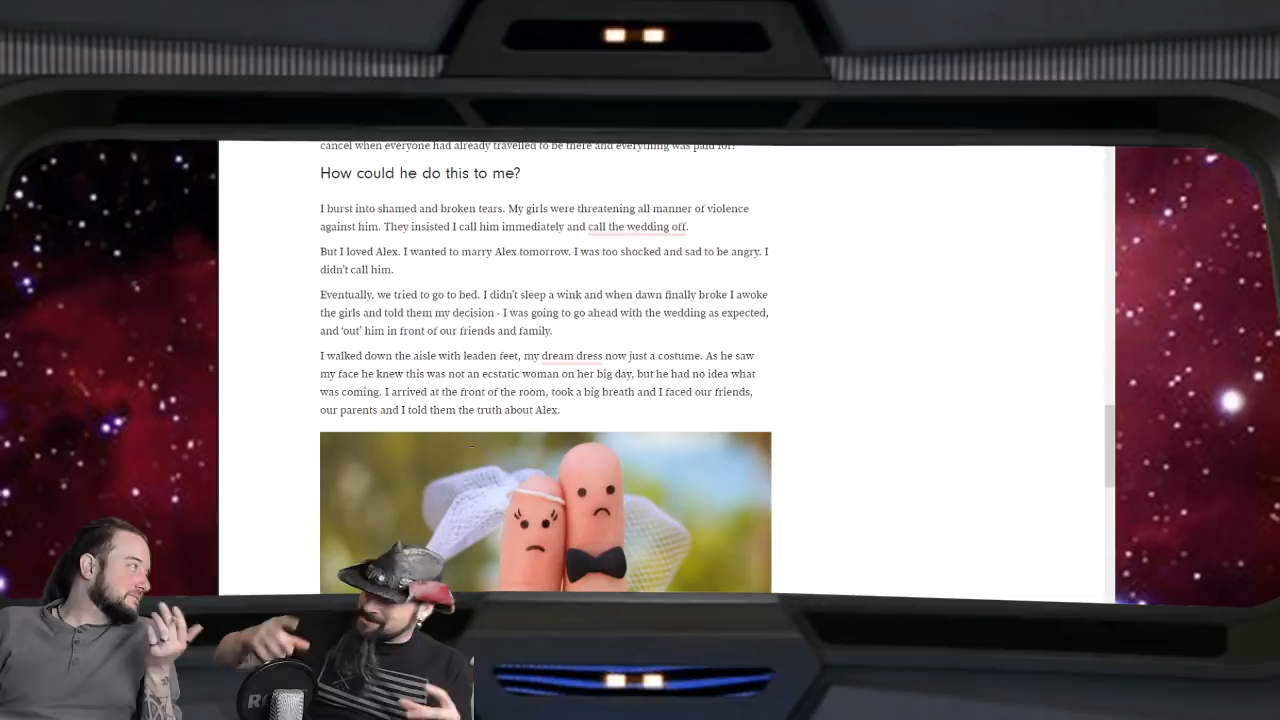 cancel when everyone had already travelled to be there and everything was paid for?
How could he do this to me?
I burst into shamed and broken tears. My girls were threatening all manner of violence
against him. They insisted I call him immediately and call the wedding off.
But I loved Alex. I wanted to marry Alex tomorrow. I was too shocked and sad to be angry. I
didn't call him.
Eventually, we tried to go to bed. I didn't sleep a wink and when dawn finally broke I awoke
the girls and told them my decision - I was going to go ahead with the wedding as expected,
and ‘out’ him in front of our friends and family.
I walked down the aisle with leaden feet, my dream dress now just a costume. As he saw
my face he knew this was not an ecstatic woman on her big day, but he had no idea what
was coming. I arrived at the front of the room, took a big breath and I faced our friends,
our parents and I told them the truth about Alex.